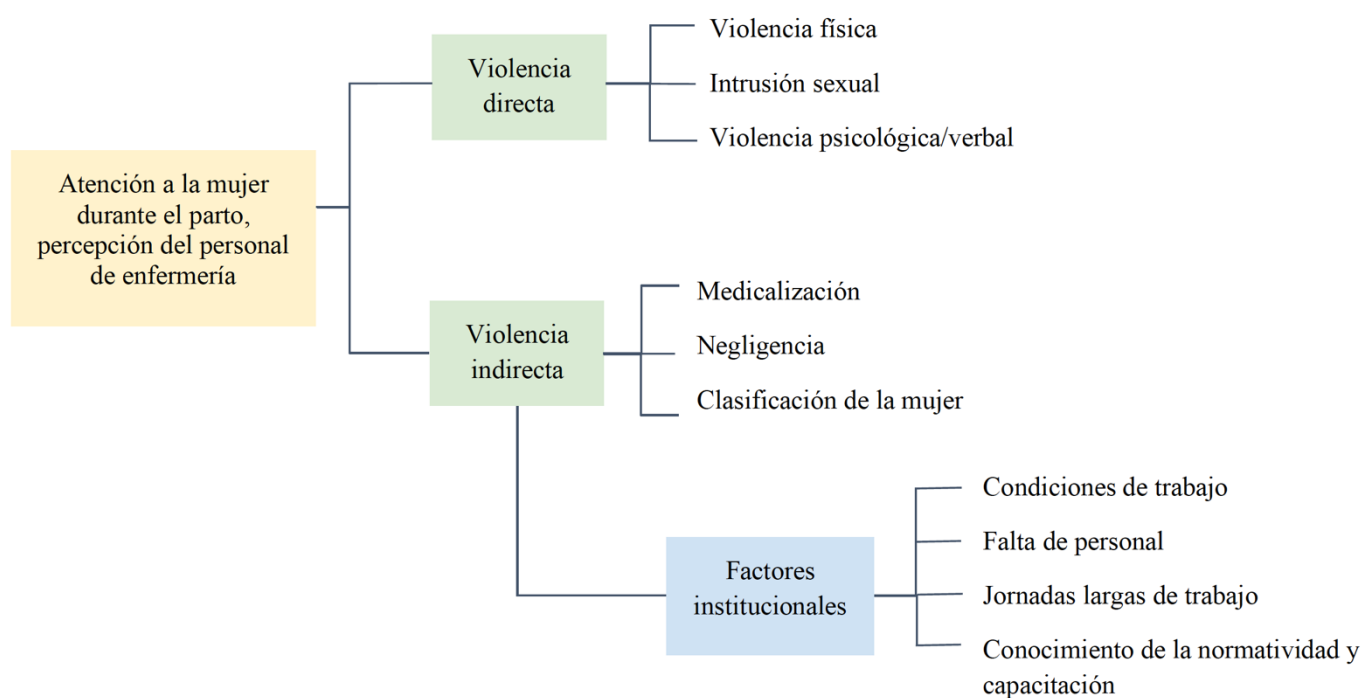 Atención a la mujer
durante el parto,
percepción del personal
de enfermería
Violencia
directa
Violencia física
Intrusión sexual
Violencia psicológica/verbal
Violencia
indirecta
Medicalización
Negligencia
Clasificación de la mujer
Factores
institucionales
Condiciones de trabajo
Falta de personal
Jornadas largas de trabajo
Conocimiento de la normatividad y
capacitación